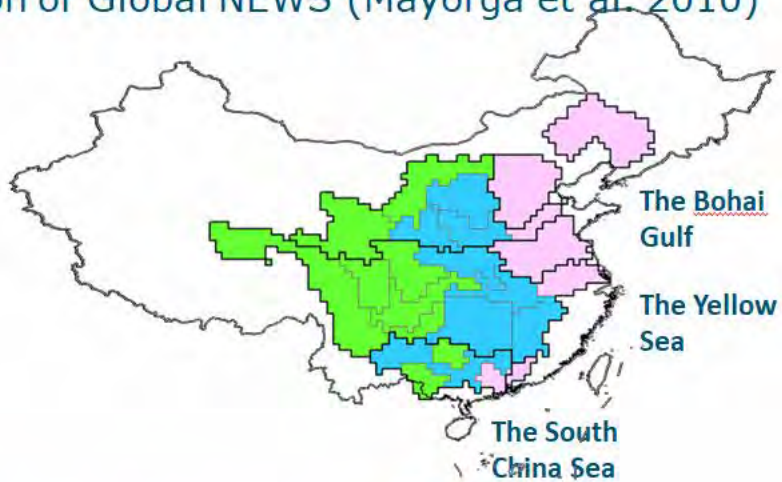 of Global NEWS (Mayorga et al. 2010)
The Bohai
Gulf
The Yellow
Sea
The South
China Sea